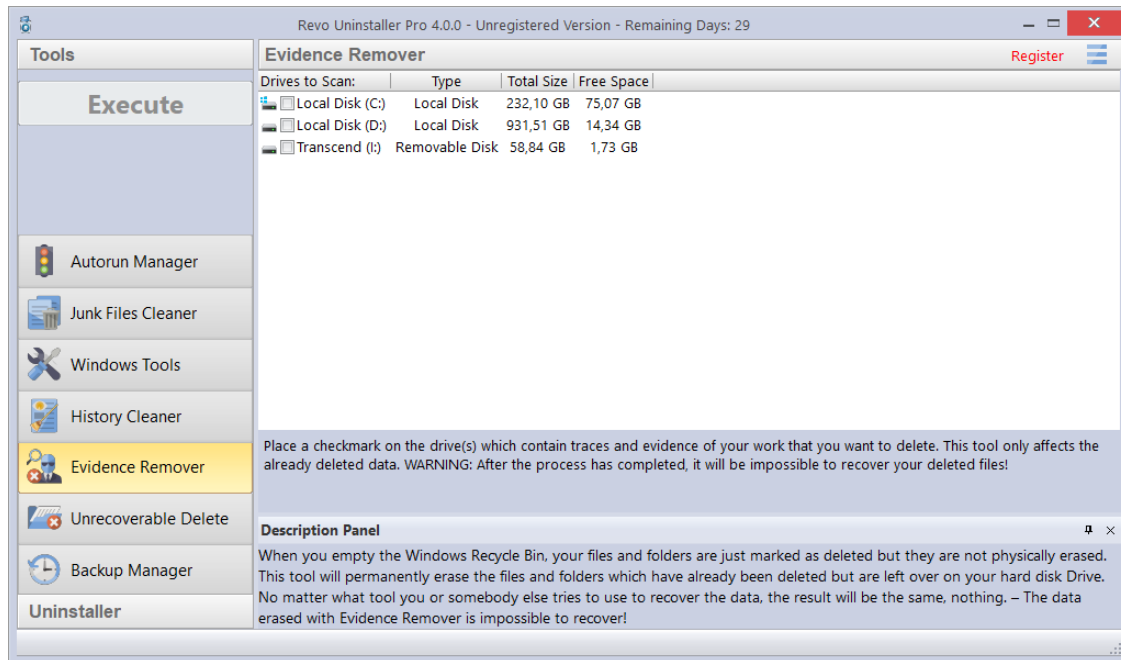 Revo Uninstaller Pro 4.0.0 - Unregistered Version - Remaining Days: 29
Tools
Execute
Autorun Manager
Junk Files Cleaner
Windows Tools
History Cleaner
Evidence Remover
Unrecoverable Delete
Backup Manager
Uninstaller
Evidence Remover
Register
Drives to Scan: Type Total Size Free Space
Local Disk (C:) Local Disk 232,10 GB 75,07 GB
Local Disk (D:) Local Disk 931,51 GB 14,34 GB
Transcend (I:) Removable Disk 58,84 GB 1,73 GB
Place a checkmark on the drive(s) which contain traces and evidence of your work that you want to delete. This tool only affects the
already deleted data. WARNING: After the process has completed, it will be impossible to recover your deleted files!
Description Panel
When you empty the Windows Recycle Bin, your files and folders are just marked as deleted but they are not physically erased.
This tool will permanently erase the files and folders which have already been deleted but are left over on your hard disk Drive.
No matter what tool you or somebody else tries to use to recover the data, the result will be the same, nothing. – The data
erased with Evidence Remover is impossible to recover!